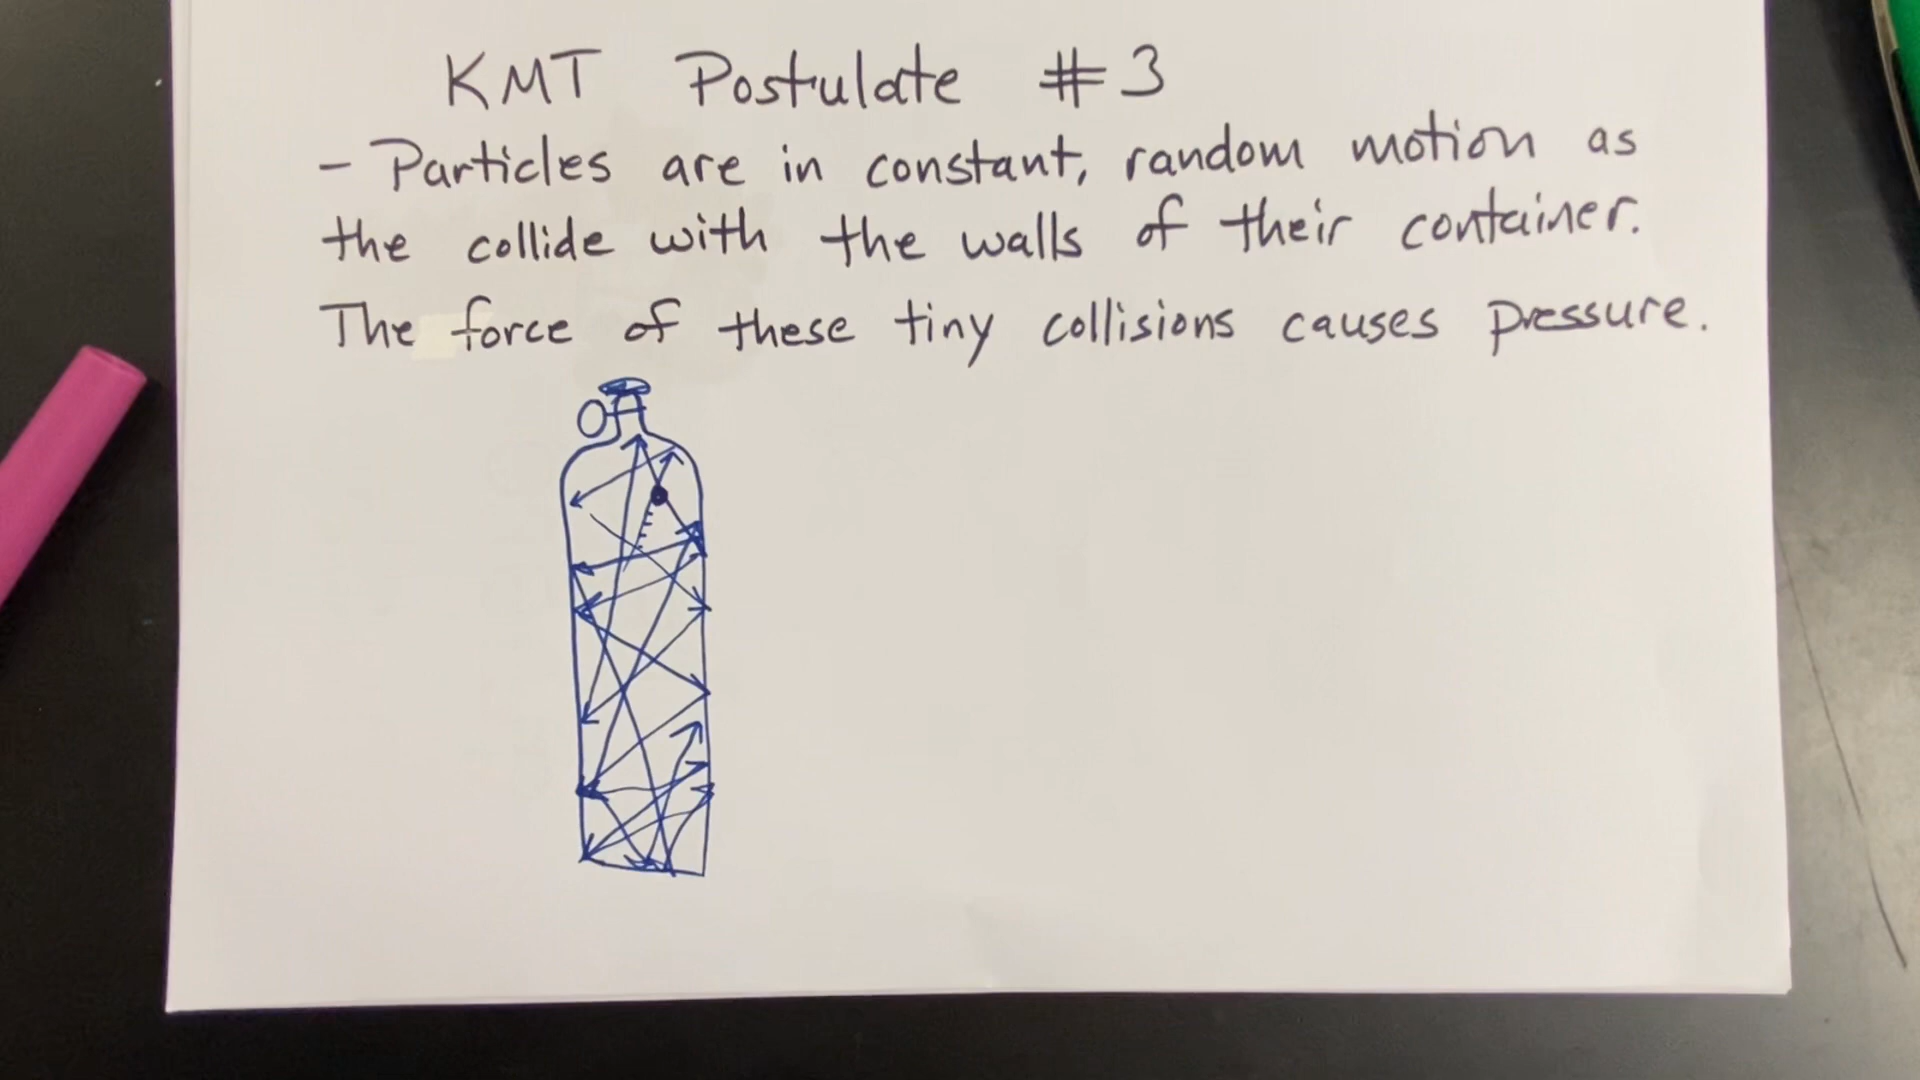 KMT Postulate #3
- Particles are in constant, random motion as
the collide with the walls of their container.
The force of these tiny collisions causes pressure.